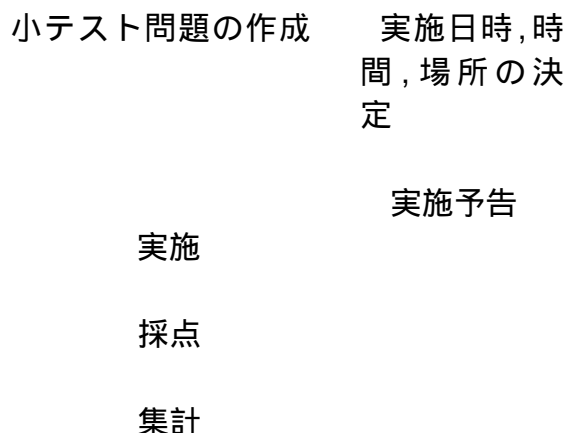 小テスト問題の作成
実施日時,時
間,場所の決
定
実施予告
実施
採点
集計